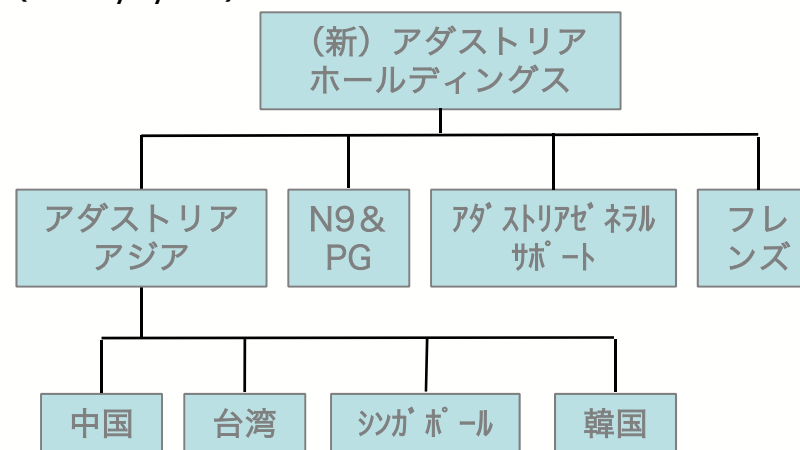 （新）アダストリア
ホールディングス
アダストリア
アジア
N9＆
PG
ｱﾀﾞｽﾄﾘｱｾﾞﾈﾗﾙ
ｻﾎﾟｰﾄ
フレ
ンズ
中国
台湾
ｼﾝｶﾞﾎﾟｰﾙ
韓国